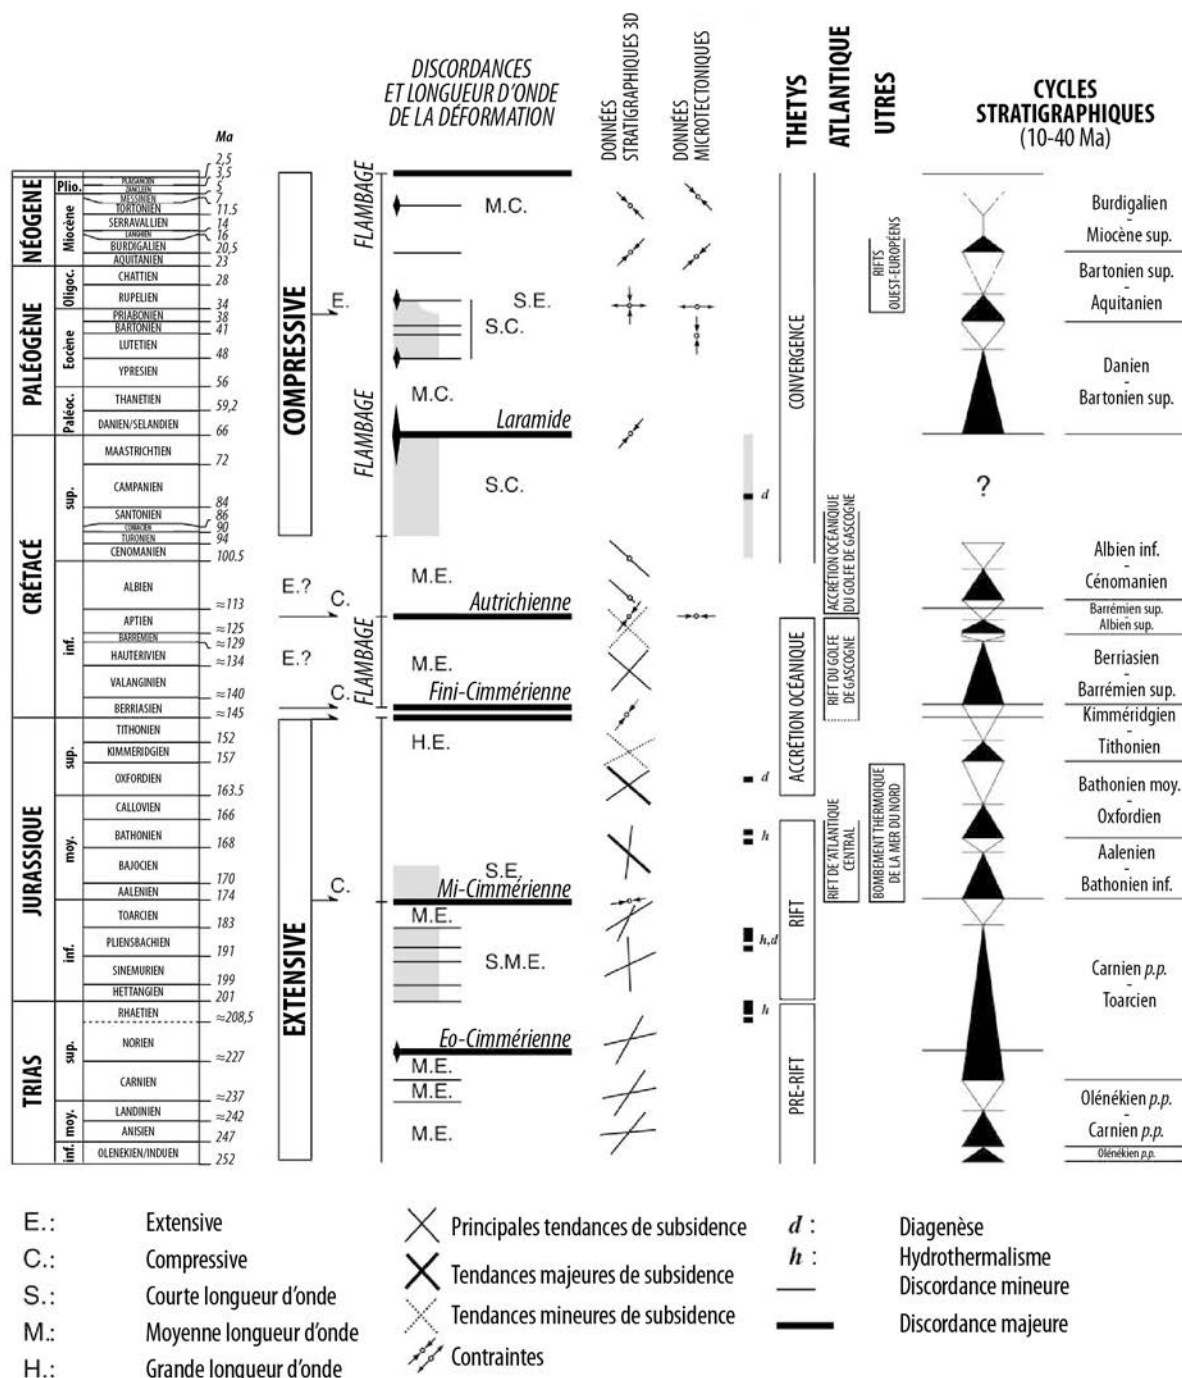 DISCORDANCES
ET LONGUEUR D'ONDE
DE LA DÉFORMATION
DONNÉES
STRATIGRAPHIQUES 3D
DONNÉES
MICROTECTONIQUES
THETYS
ATLANTIQUE
UTRES
CYCLES
STRATIGRAPHIQUES
(10-40 Ma)
Ma
2,5
3,5
5
7
11.5
14
16
20,5
23
28
34
38
41
48
56
59,2
66
72
84
86
90
94
100.5
≈113
≈125
≈129
≈134
≈140
≈145
152
157
163.5
166
168
170
174
183
191
199
201
≈208,5
≈227
≈237
≈242
247
252
NÉOGENE
PALÉOGÈNE
CRÉTACÉ
JURASSIQUE
TRIAS
Plio.
Miocène
Oligoc.
Eocène
Paléoc.
sup.
inf.
sup.
moy.
inf.
sup.
moy.
inf.
PLAISANCIEN
ZANCLEEN
MESSINIEN
TORTONIEN
SERRAVALLIEN
LANGHIEN
BURDIGALIEN
AQUITANIEN
CHATTIEN
RUPELIEN
PRIABONIEN
BARTONIEN
LUTETIEN
YPRESIEN
THANETIEN
DANIEN/SELANDIEN
MAASTRICHTIEN
CAMPANIEN
SANTONIEN
CONIACIEN
TURONIEN
CENOMANIEN
ALBIEN
APTIEN
BARREMIEN
HAUTERIVIEN
VALANGINIEN
BERRIASIEN
TITHONIEN
KIMMÉRIDGIEN
OXFORDIEN
CALLOVIEN
BATHONIEN
BAJOCIEN
AALENIEN
TOARCIEN
PLIENSBACHIEN
SINEMURIEN
HETTANGIEN
RHAETIEN
NORIEN
CARNIEN
LANDINIEN
ANISIEN
OLENEKIEN/INDUEN
COMPRESSIVE
EXTENSIVE
E.
E.?
C.
E.?
C.
C.
FLAMBAGE
FLAMBAGE
FLAMBAGE
M.C.
S.E.
S.C.
M.C.
Laramide
S.C.
M.E.
Autrichienne
M.E.
Fini-Cimmérienne
H.E.
S.E.
Mi-Cimmérienne
M.E.
S.M.E.
Eo-Cimmérienne
M.E.
M.E.
M.E.
d
d
h
h,d
h
CONVERGENCE
ACCRÉTION OCÉANIQUE
RIFT
PRE-RIFT
ACCRÉTION OCÉANIQUE
DU GOLFE DE GASCOGNE
RIFT DU GOLFE
DE GASCOGNE
RIFT DE'ATLANTIQUE
CENTRAL
RIFTS
OUEST-EUROPÉENS
BOMBEMENT THERMOIQUE
DE LA MER DU NORD
?
Burdigalien
-
Miocène sup.
Bartonien sup.
-
Aquitanien
Danien
-
Bartonien sup.
Albien inf.
-
Cénomanien
Barrémien sup.
-
Albien sup.
Berriasien
-
Barrémien sup.
Kimméridgien
-
Tithonien
Bathonien moy.
-
Oxfordien
Aalenien
-
Bathonien inf.
Carnien p.p.
-
Toarcien
Olénékien p.p.
-
Carnien p.p.
Olénékien p.p.
E.: Extensive
C.: Compressive
S.: Courte longueur d'onde
M.: Moyenne longueur d'onde
H.: Grande longueur d'onde
Principales tendances de subsidence
Tendances majeures de subsidence
Tendances mineures de subsidence
Contraintes
d : Diagenèse
h : Hydrothermalisme
Discordance mineure
Discordance majeure